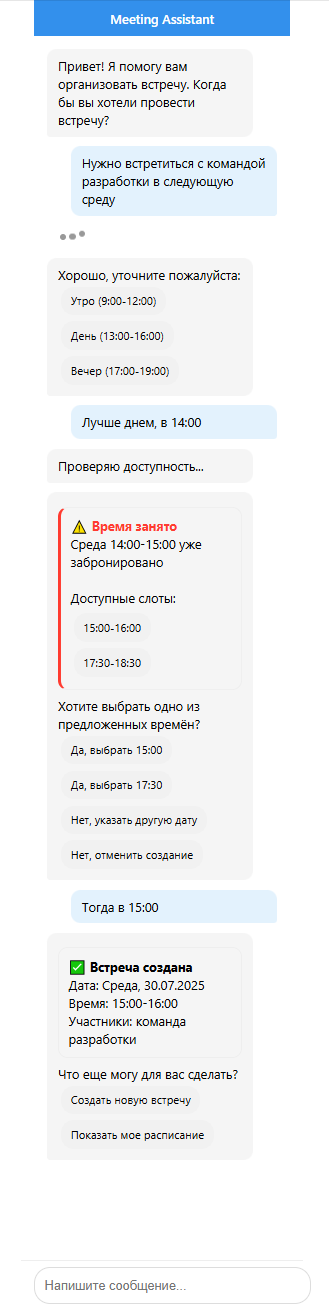 Meeting Assistant
Привет! Я помогу вам
организовать встречу. Когда
бы вы хотели провести
встречу?
Нужно встретиться с командой
разработки в следующую
среду
Хорошо, уточните пожалуйста:
Утро (9:00-12:00)
День (13:00-16:00)
Вечер (17:00-19:00)
Лучше днем, в 14:00
Проверяю доступность...
⚠️ Время занято
Среда 14:00-15:00 уже
забронировано
Доступные слоты:
15:00-16:00
17:30-18:30
Хотите выбрать одно из
предложенных времён?
Да, выбрать 15:00
Да, выбрать 17:30
Нет, указать другую дату
Нет, отменить создание
Тогда в 15:00
✅ Встреча создана
Дата: Среда, 30.07.2025
Время: 15:00-16:00
Участники: команда
разработки
Что еще могу для вас сделать?
Создать новую встречу
Показать мое расписание
Напишите сообщение...